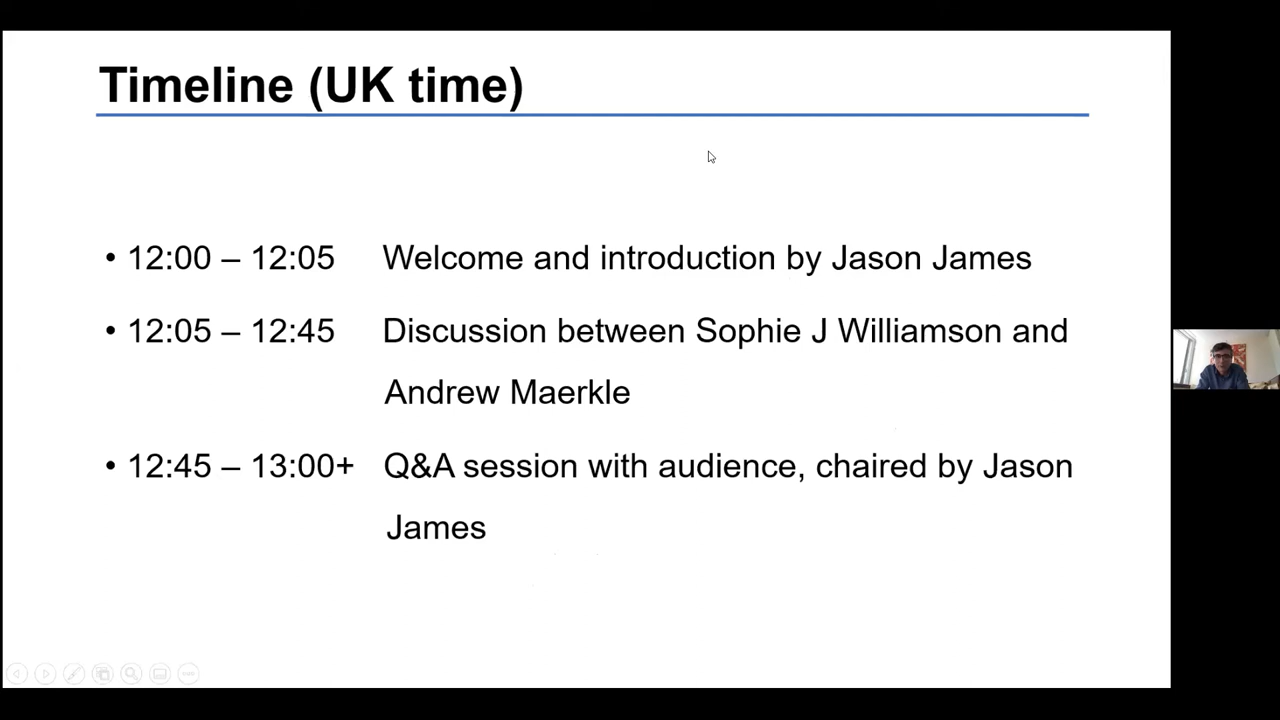 Timeline (UK time)
• 12:00 – 12:05 Welcome and introduction by Jason James
• 12:05 – 12:45 Discussion between Sophie J Williamson and
Andrew Maerkle
• 12:45 – 13:00+ Q&A session with audience, chaired by Jason
James